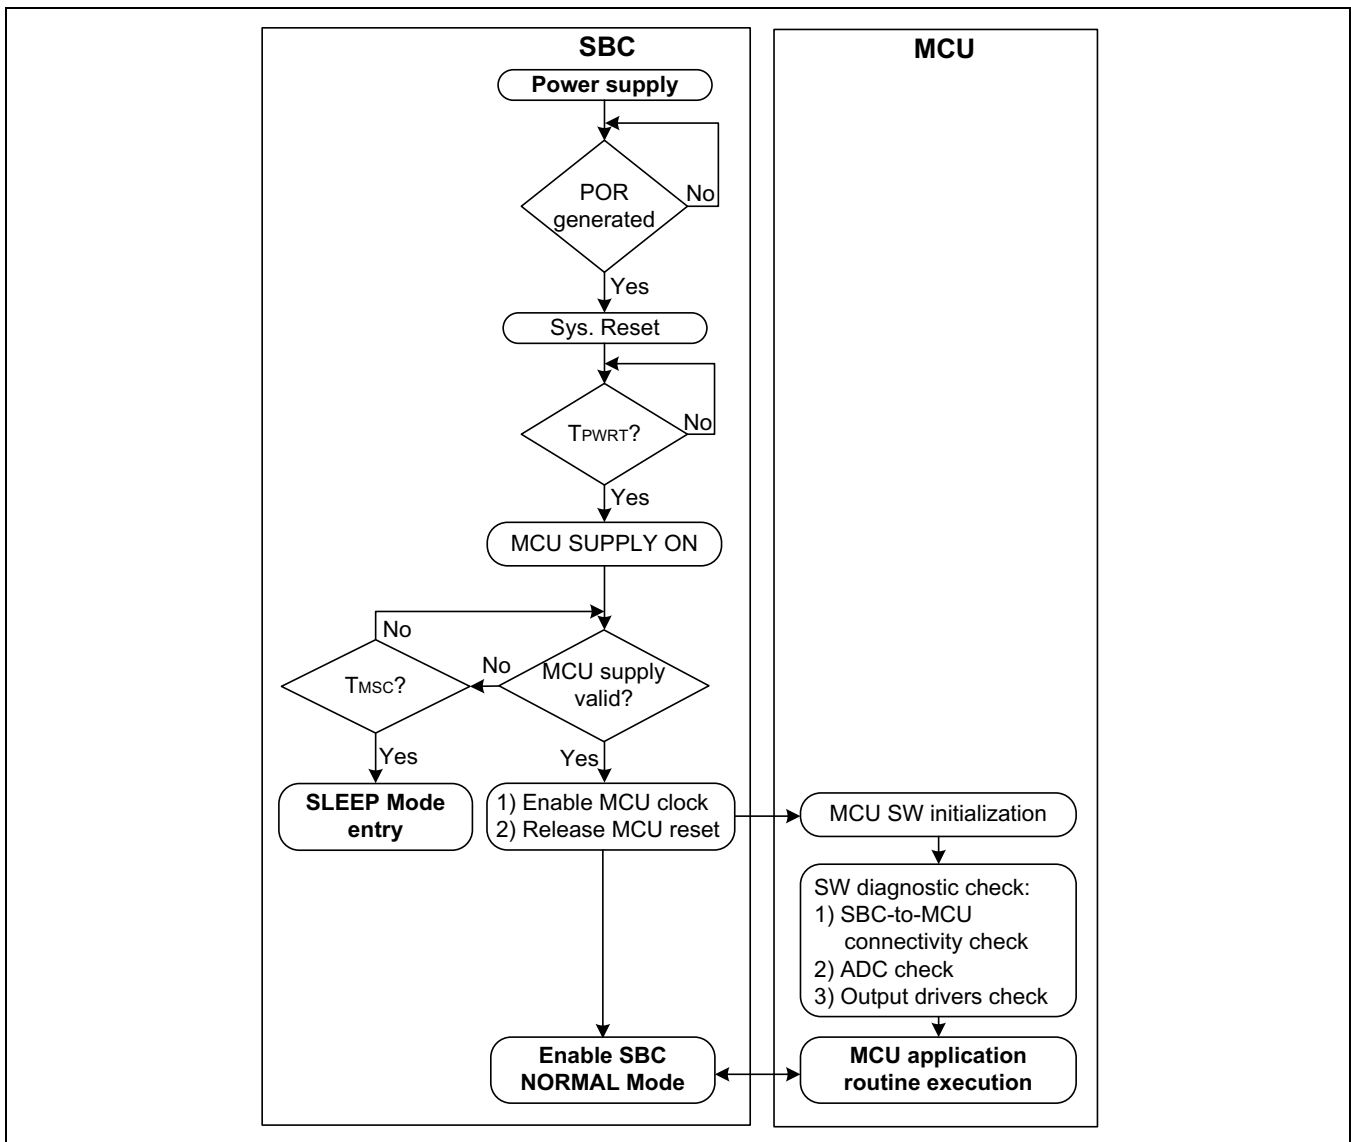 SBC
MCU
Power supply
POR
generated
No
Yes
Sys. Reset
TPWRT?
No
Yes
MCU SUPPLY ON
No
TMSC?
No
MCU supply
valid?
Yes
Yes
SLEEP Mode
entry
1) Enable MCU clock
2) Release MCU reset
MCU SW initialization
SW diagnostic check:
1) SBC-to-MCU
connectivity check
2) ADC check
3) Output drivers check
Enable SBC
NORMAL Mode
MCU application
routine execution